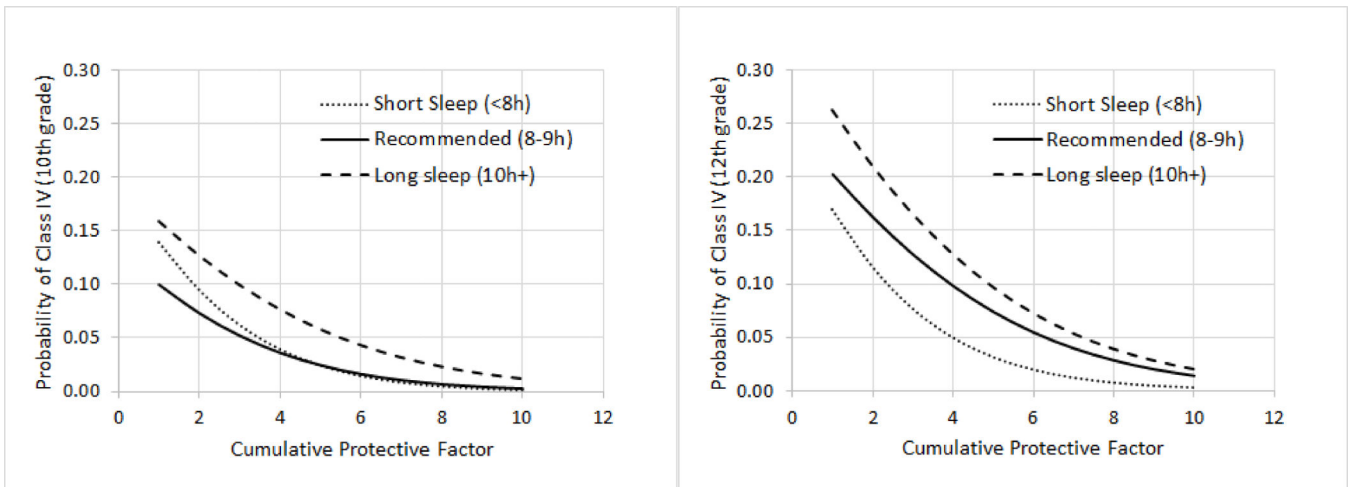 0.30
0.25
0.20
0.15
0.10
0.05
0.00
Probability of Class IV (10th grade)
Short Sleep (<8h)
Recommended (8-9h)
Long sleep (10h+)
0 2 4 6 8 10 12
Cumulative Protective Factor
0.30
0.25
0.20
0.15
0.10
0.05
0.00
Probability of Class IV (12th grade)
Short Sleep (<8h)
Recommended (8-9h)
Long sleep (10h+)
0 2 4 6 8 10 12
Cumulative Protective Factor